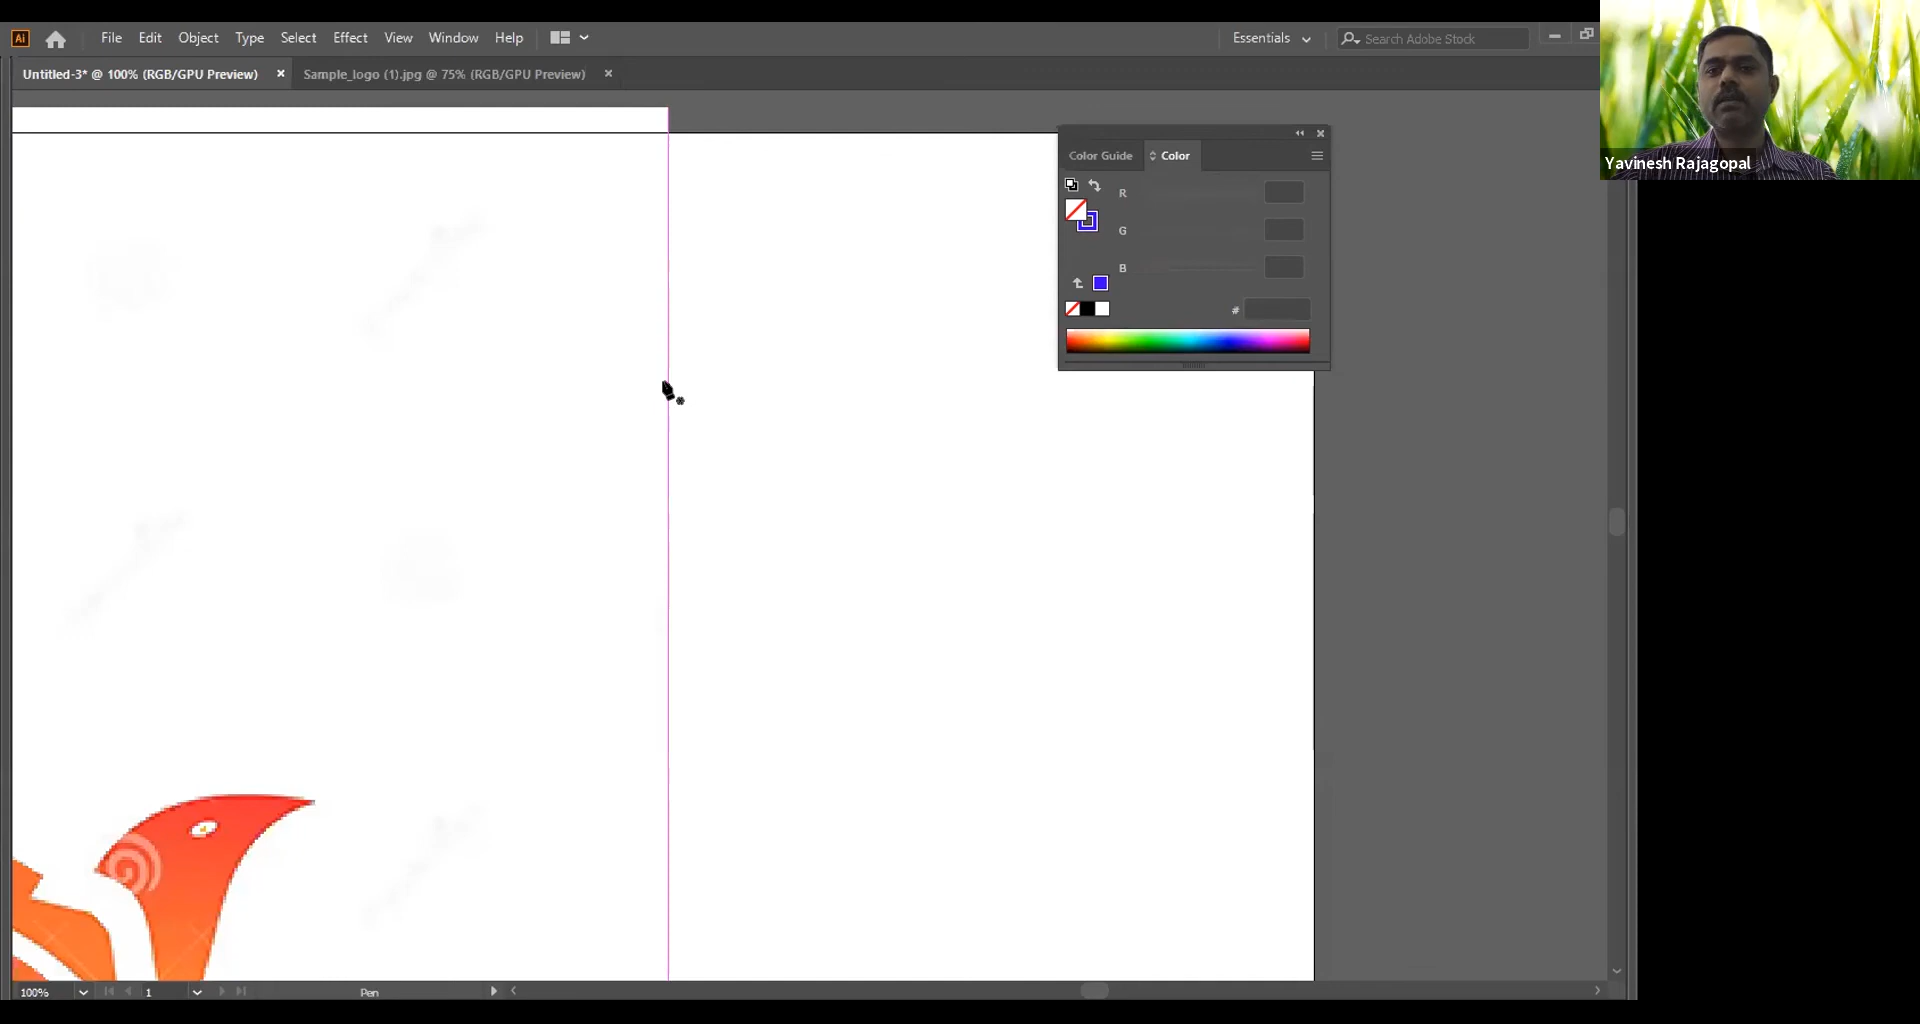 Ai File Edit Object Type Select Effect View Window Help Essentials Search Adobe Stock
Untitled-3* @ 100% (RGB/GPU Preview) × Sample_logo (1).jpg @ 75% (RGB/GPU Preview) ×
Yavinesh Rajagopal
Color Guide Color
R
G
B
#
100% 1 Pen